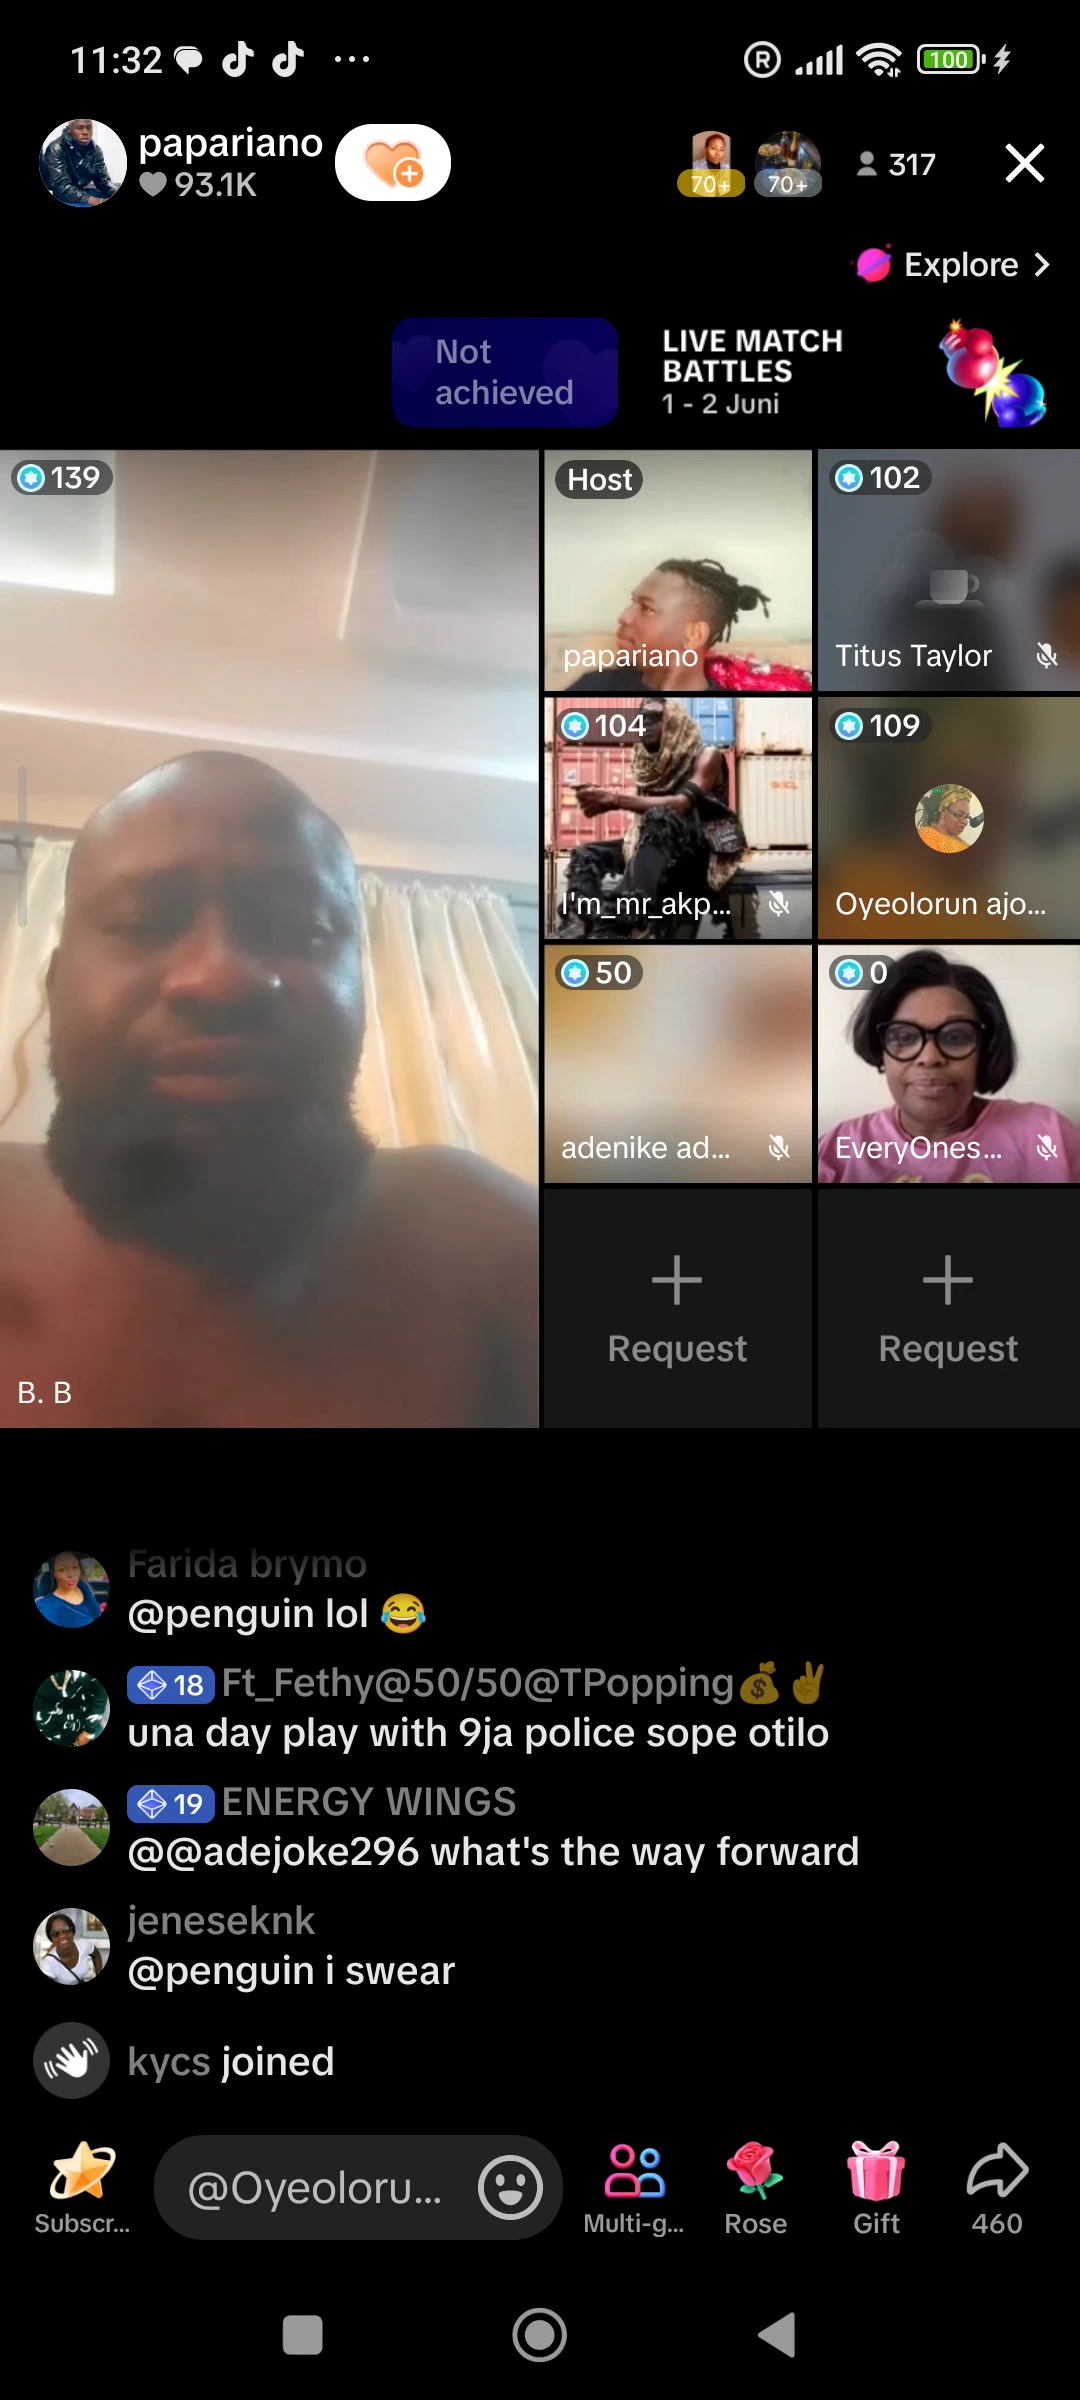 11:32
R
100
papariano
93.1K
70+
70+
317
Explore
Not
achieved
LIVE MATCH
BATTLES
1 - 2 Juni
139
Host
102
papariano
Titus Taylor
104
109
I'm_mr_akp...
Oyeolorun ajo...
50
0
adenike ad...
EveryOnes...
Request
Request
B. B
Farida brymo
@penguin lol 😂
18 Ft_Fethy@50/50@TPopping💰✌
una day play with 9ja police sope otilo
19 ENERGY WINGS
@@adejoke296 what's the way forward
jeneseknk
@penguin i swear
kycs joined
@Oyeoloru...
Subscr...
Multi-g...
Rose
Gift
460